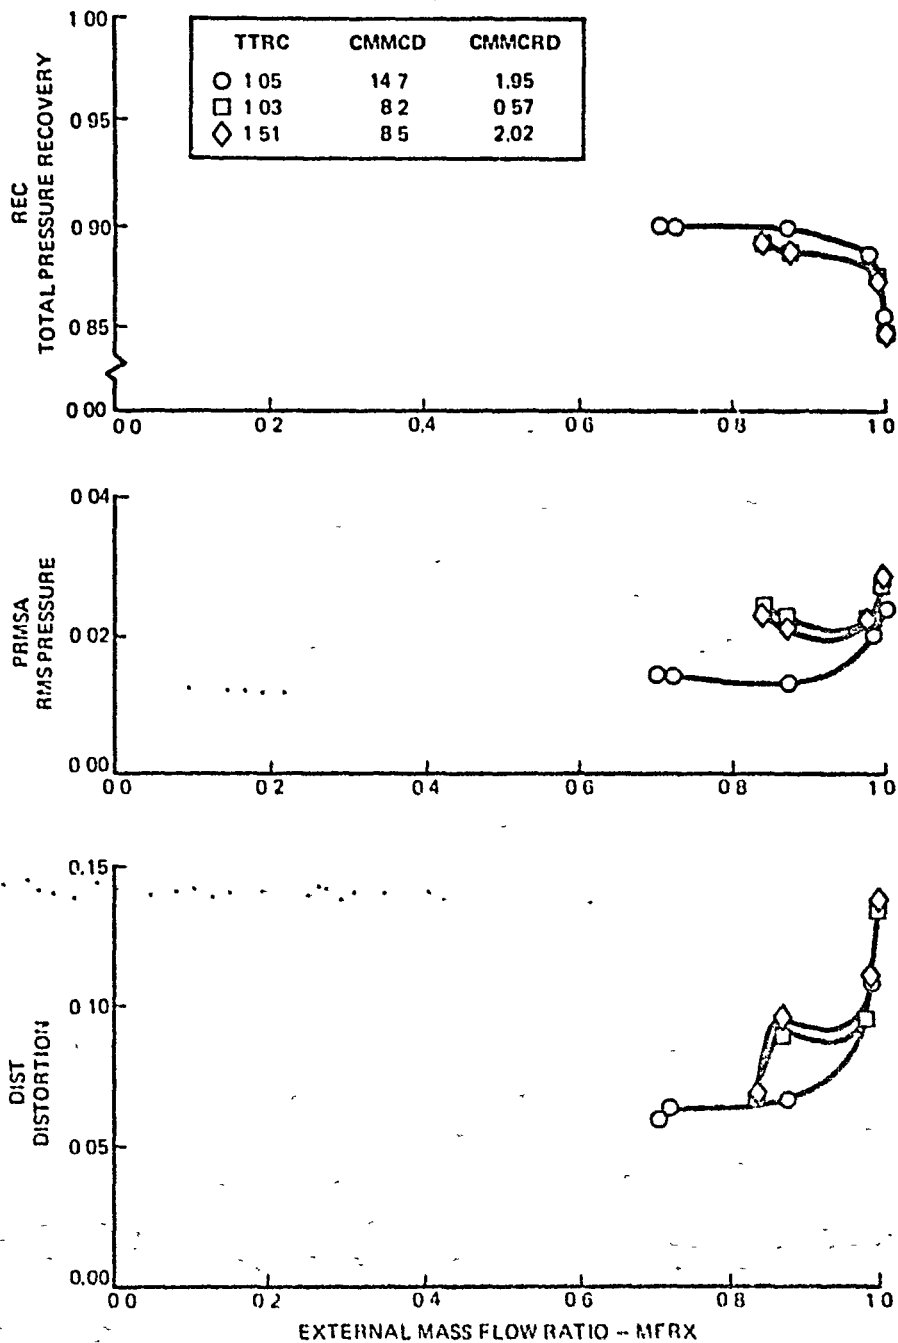 TTRC CMMCD CMMCRD
1 05 14 7 1.95
1 03 8 2 0 57
1 51 8 5 2.02
1 00
0 95
0 90
0 85
0 00
REC
TOTAL PRESSURE RECOVERY
0 0 0 2 0.4 0 6 0 8 1 0
0 04
0 02
0 00
PRMSA
RMS PRESSURE
0 0 0 2 0 4 0 6 0 8 1 0
0.15
0.10
0.05
0.00
DIST
DISTORTION
0 0 0 2 0 4 0 6 0 8 1 0
EXTERNAL MASS FLOW RATIO -- MFRX